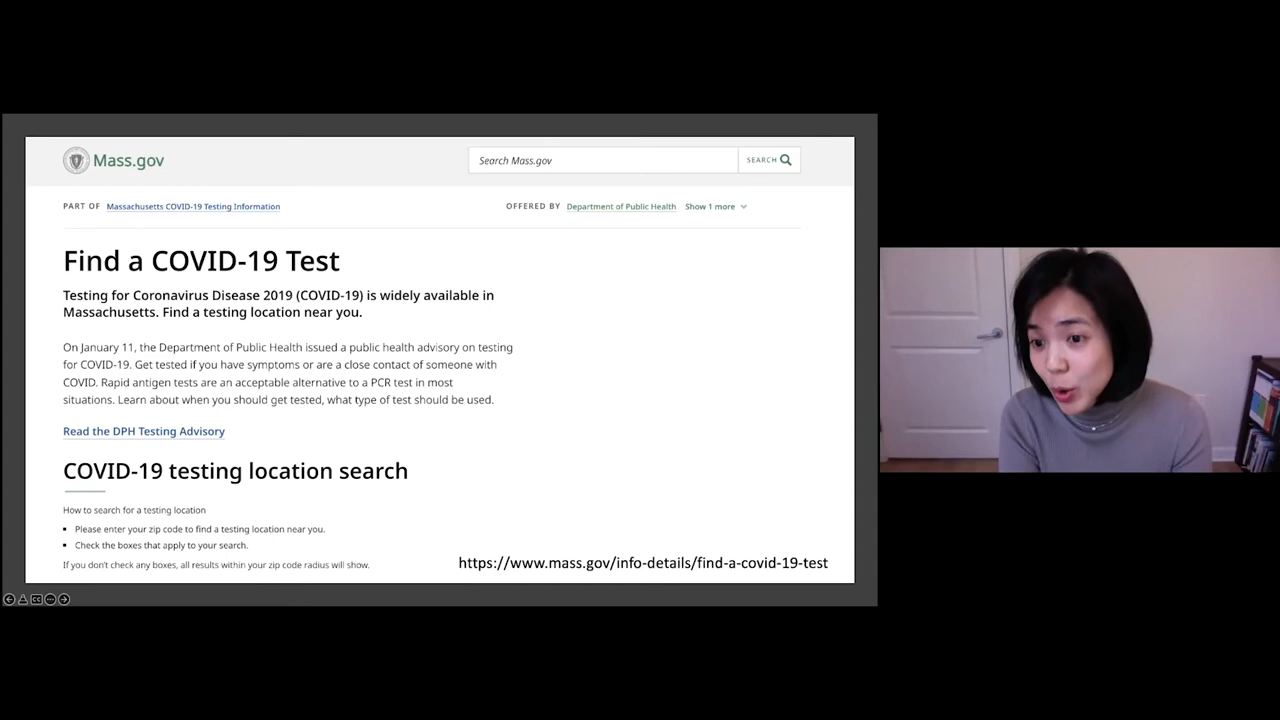 Mass.gov
Search Mass.gov
SEARCH
PART OF Massachusetts COVID-19 Testing Information
OFFERED BY Department of Public Health Show 1 more
Find a COVID-19 Test
Testing for Coronavirus Disease 2019 (COVID-19) is widely available in
Massachusetts. Find a testing location near you.
On January 11, the Department of Public Health issued a public health advisory on testing
for COVID-19. Get tested if you have symptoms or are a close contact of someone with
COVID. Rapid antigen tests are an acceptable alternative to a PCR test in most
situations. Learn about when you should get tested, what type of test should be used.
Read the DPH Testing Advisory
COVID-19 testing location search
How to search for a testing location
Please enter your zip code to find a testing location near you.
Check the boxes that apply to your search.
If you don't check any boxes, all results within your zip code radius will show.
https://www.mass.gov/info-details/find-a-covid-19-test